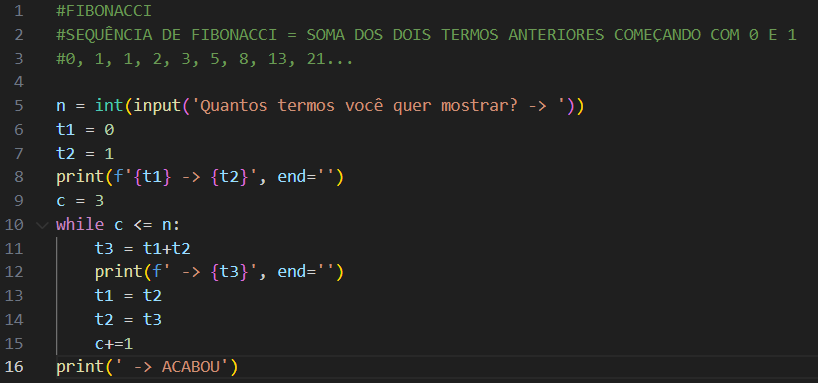 1 #FIBONACCI
2 #SEQUÊNCIA DE FIBONACCI = SOMA DOS DOIS TERMOS ANTERIORES COMEÇANDO COM 0 E 1
3 #0, 1, 1, 2, 3, 5, 8, 13, 21...
4
5 n = int(input('Quantos termos você quer mostrar? -> '))
6 t1 = 0
7 t2 = 1
8 print(f'{t1} -> {t2}', end='')
9 c = 3
10 while c <= n:
11     t3 = t1+t2
12     print(f' -> {t3}', end='')
13     t1 = t2
14     t2 = t3
15     c+=1
16 print(' -> ACABOU')